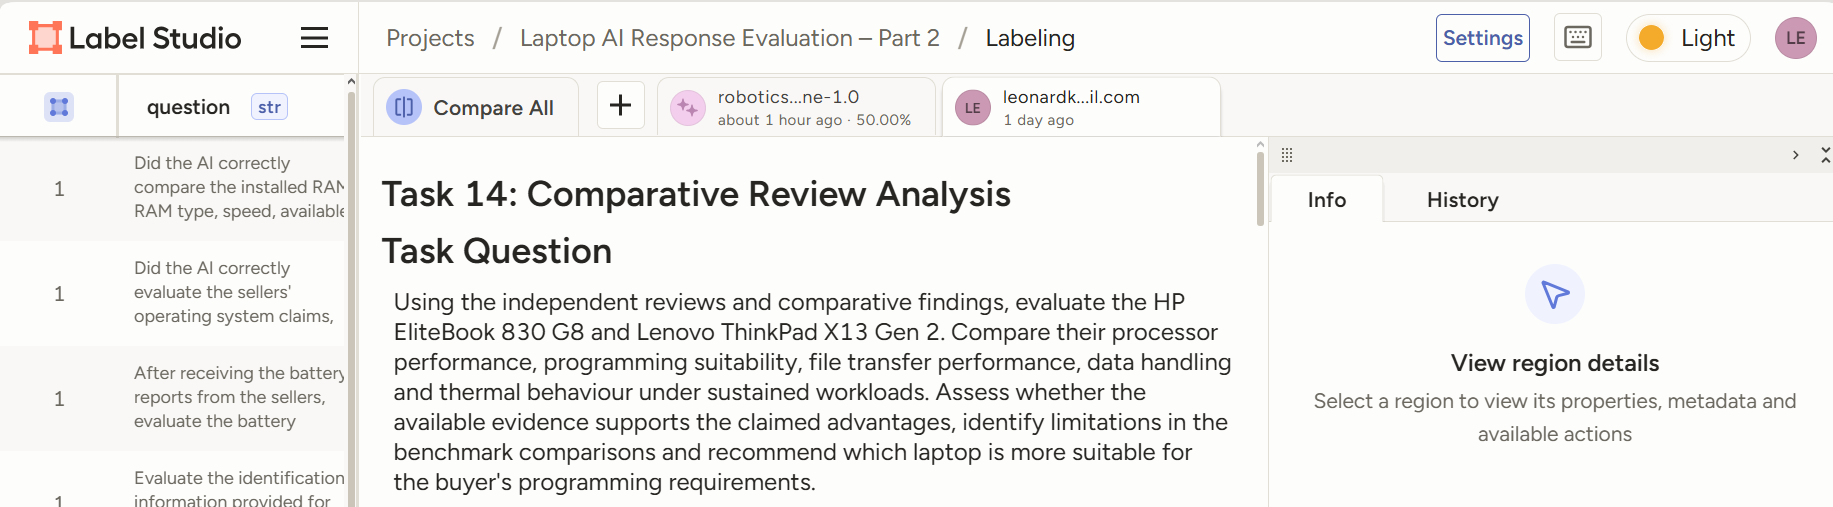 Label Studio
Projects / Laptop AI Response Evaluation – Part 2 / Labeling
Settings
Light
LE
question str
Compare All
robotics...ne-1.0
about 1 hour ago · 50.00%
LE
leonardk...il.com
1 day ago
1
Did the AI correctly
compare the installed RAM
RAM type, speed, available
1
Did the AI correctly
evaluate the sellers'
operating system claims,
1
After receiving the battery
reports from the sellers,
evaluate the battery
1
Evaluate the identification
information provided for
Task 14: Comparative Review Analysis
Task Question
Using the independent reviews and comparative findings, evaluate the HP
EliteBook 830 G8 and Lenovo ThinkPad X13 Gen 2. Compare their processor
performance, programming suitability, file transfer performance, data handling
and thermal behaviour under sustained workloads. Assess whether the
available evidence supports the claimed advantages, identify limitations in the
benchmark comparisons and recommend which laptop is more suitable for
the buyer's programming requirements.
Info
History
View region details
Select a region to view its properties, metadata and
available actions